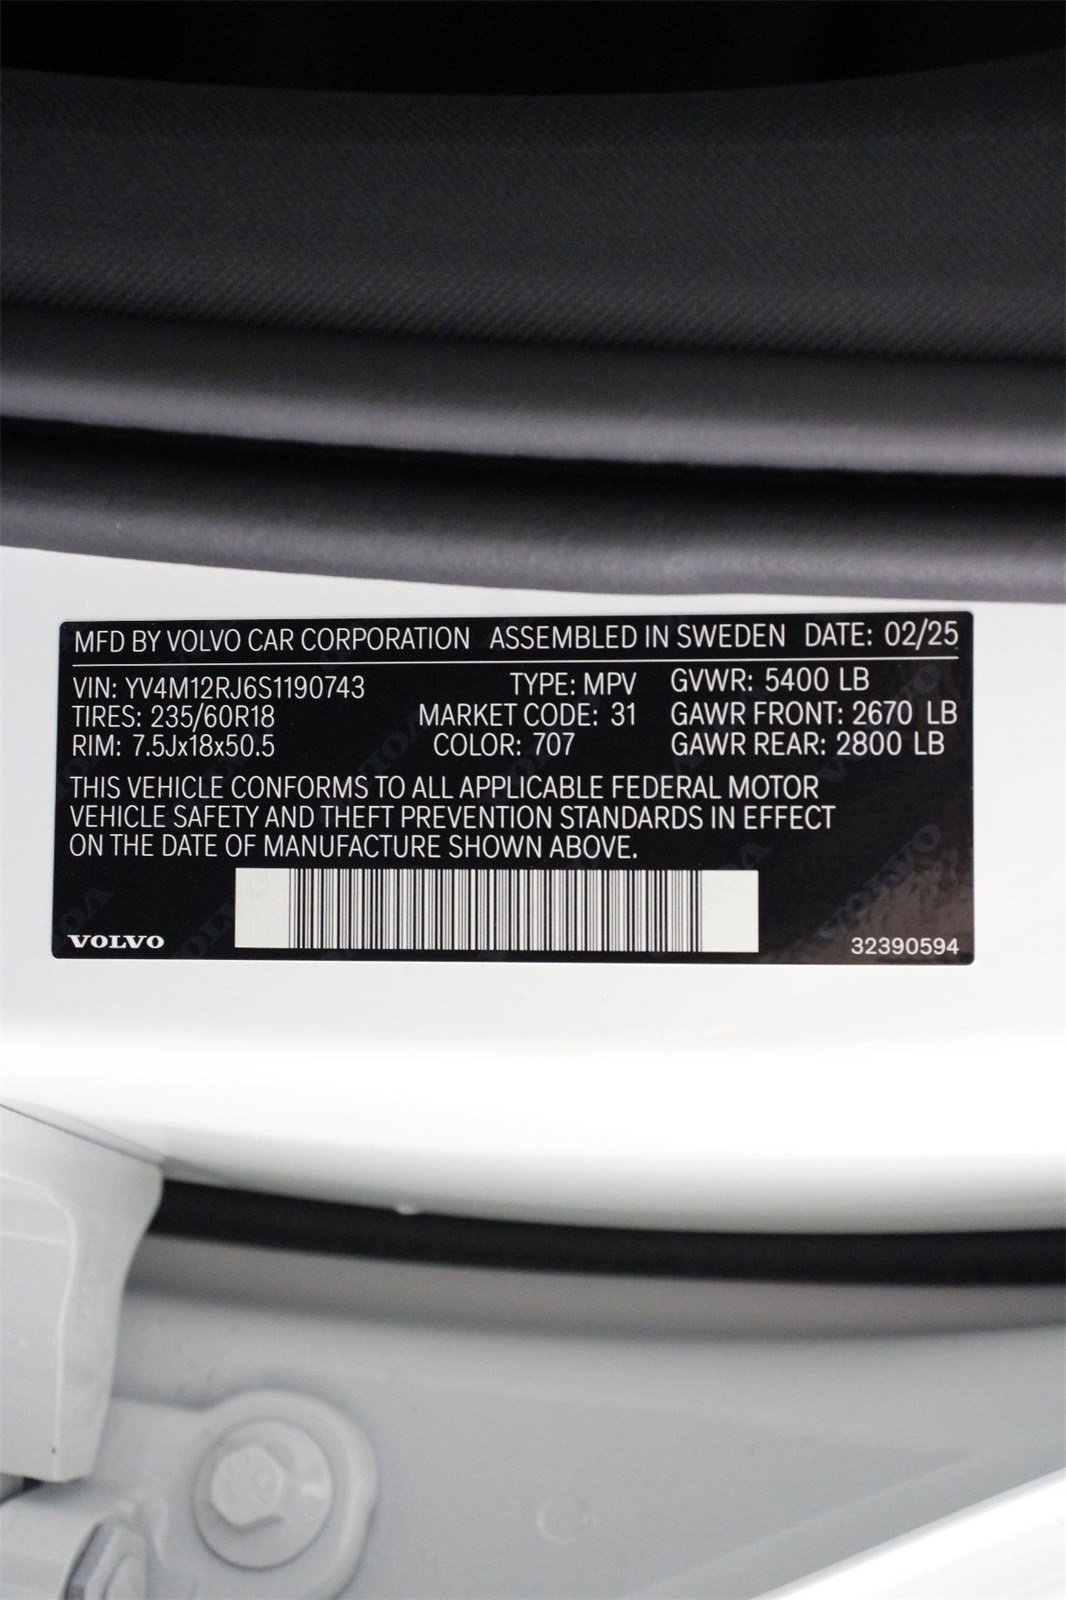 MFD BY VOLVO CAR CORPORATION ASSEMBLED IN SWEDEN DATE: 02/25
VIN: YV4M12RJ6S1190743 TYPE: MPV GVWR: 5400 LB
TIRES: 235/60R18 MARKET CODE: 31 GAWR FRONT: 2670 LB
RIM: 7.5Jx18x50.5 COLOR: 707 GAWR REAR: 2800 LB
THIS VEHICLE CONFORMS TO ALL APPLICABLE FEDERAL MOTOR
VEHICLE SAFETY AND THEFT PREVENTION STANDARDS IN EFFECT
ON THE DATE OF MANUFACTURE SHOWN ABOVE.
VOLVO 32390594